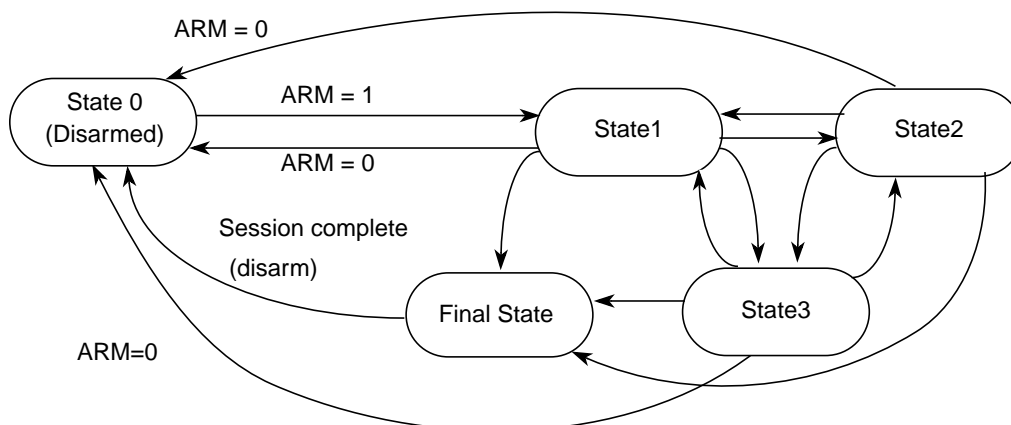 ARM = 0
State 0
(Disarmed)
ARM = 1
State1
State2
ARM = 0
Session complete
(disarm)
Final State
State3
ARM=0